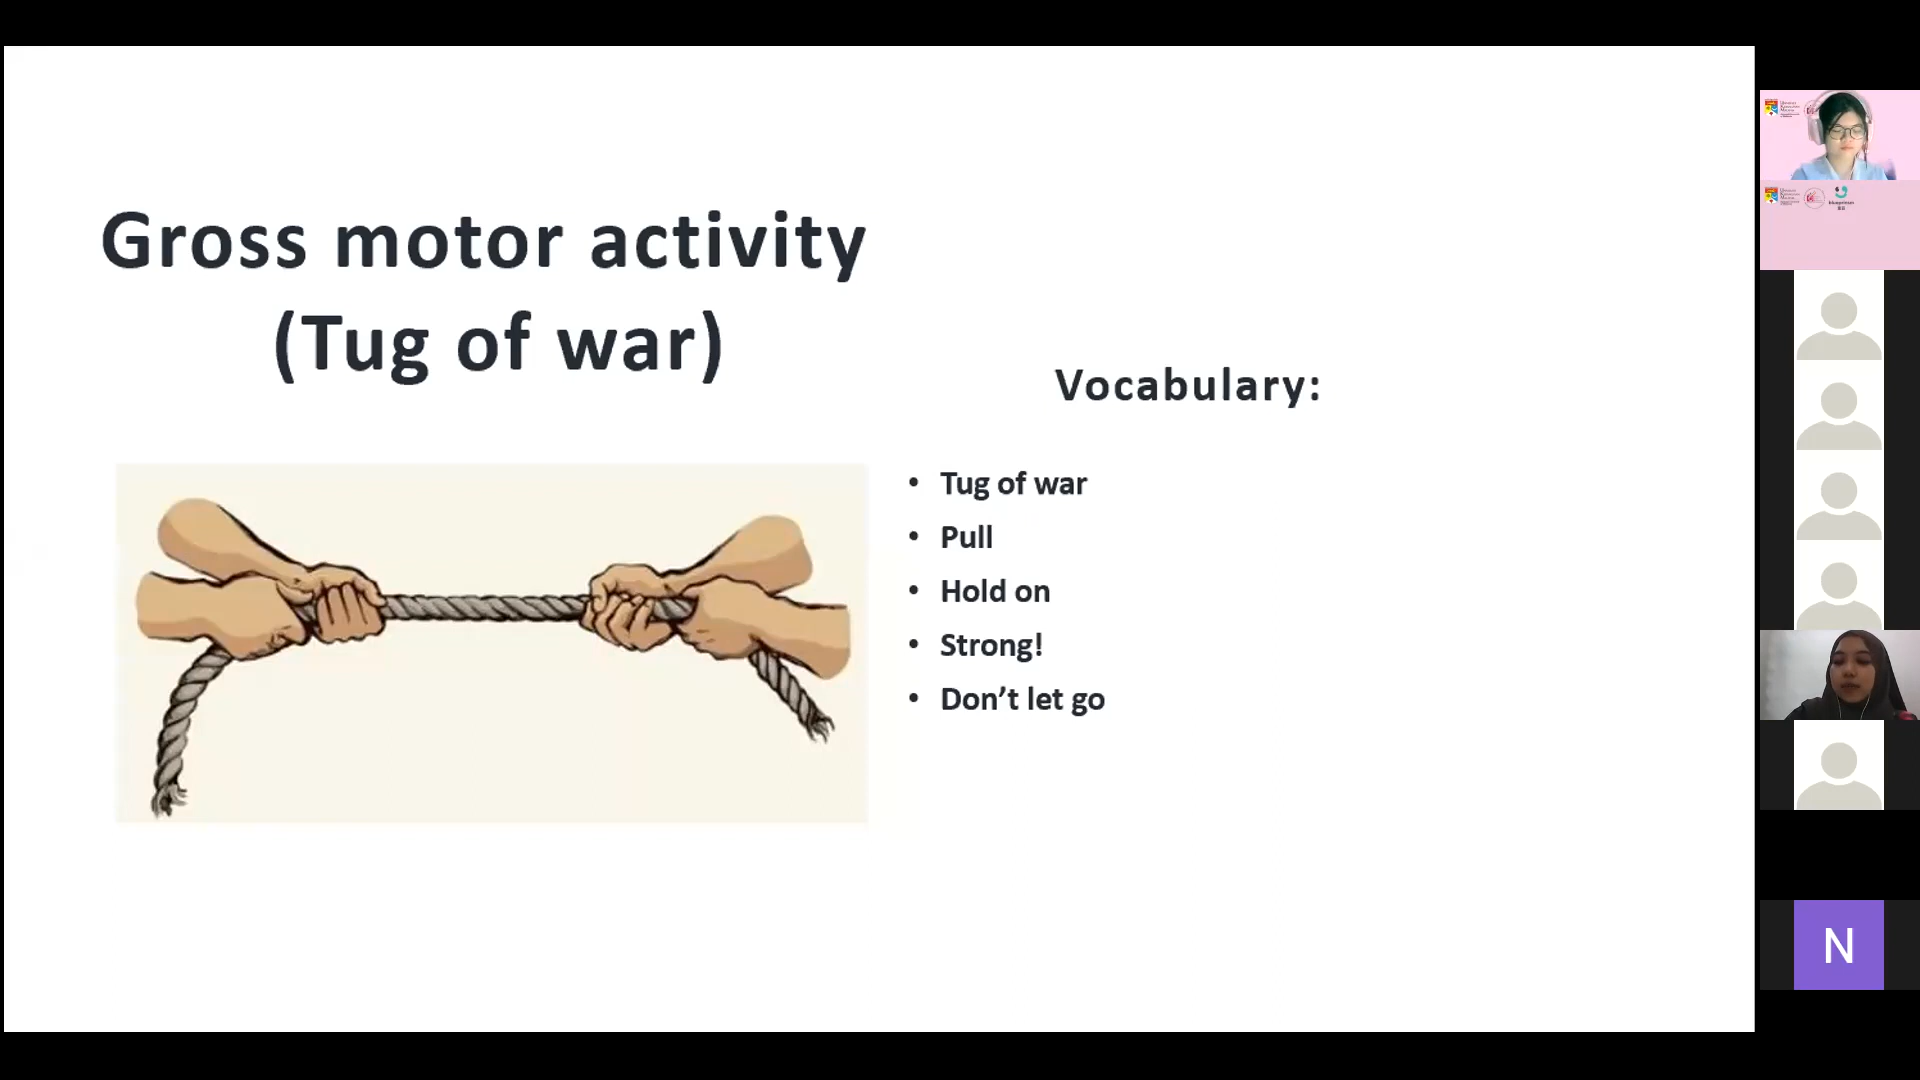 Gross motor activity
(Tug of war)
Vocabulary:
• Tug of war
• Pull
• Hold on
• Strong!
• Don’t let go
N